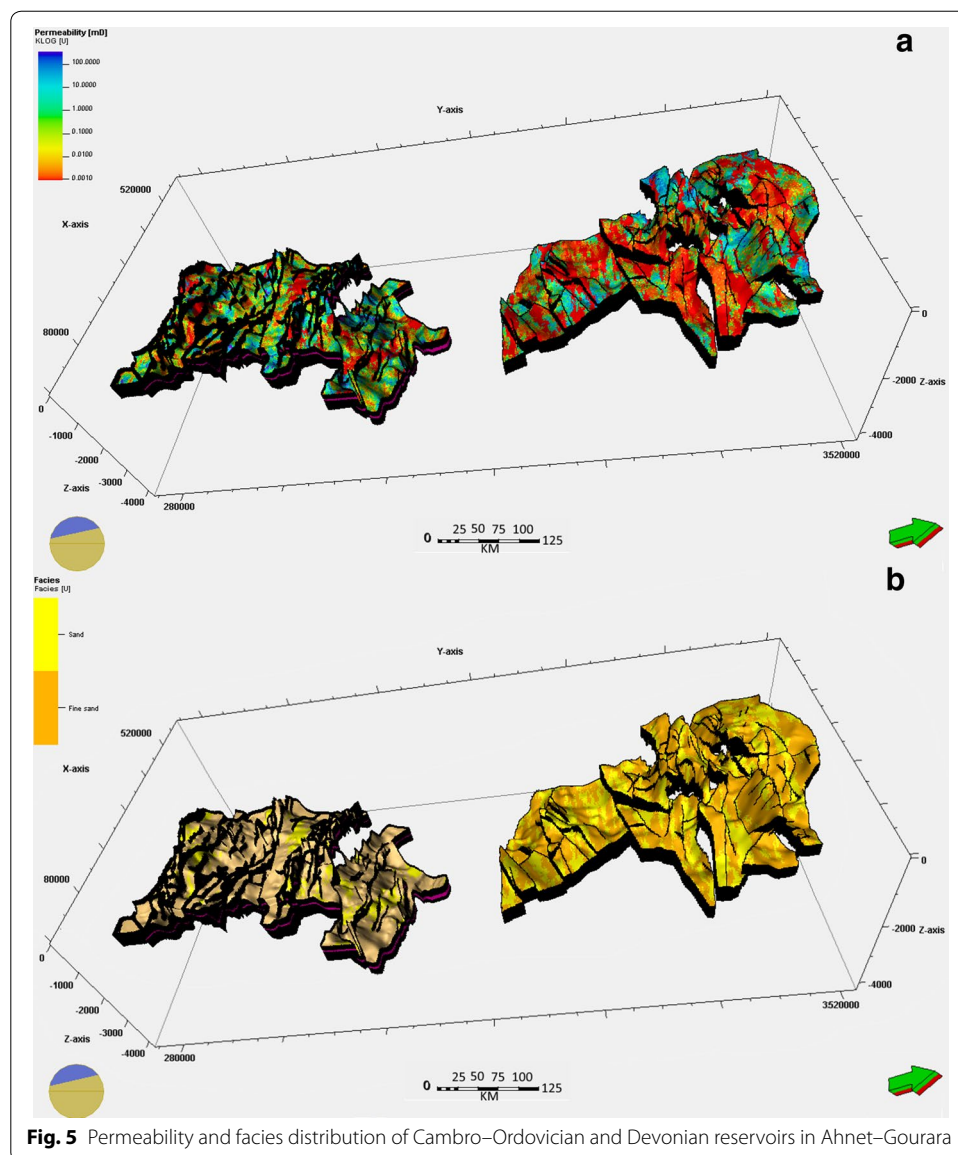 Permeability [mD]
KLOG [U]
100.0000
10.0000
1.0000
0.1000
0.0100
0.0010
a
Y-axis
520000
X-axis
80000
0
-1000
-2000
-3000
-4000
Z-axis
280000
0
-2000
Z-axis
-4000
3520000
0 25 50 75 100 125
KM
b
Facies
Facies [U]
Sand
Fine sand
Y-axis
520000
X-axis
80000
0
-1000
-2000
-3000
-4000
Z-axis
280000
0
-2000
Z-axis
-4000
3520000
0 25 50 75 100 125
KM
Fig. 5 Permeability and facies distribution of Cambro–Ordovician and Devonian reservoirs in Ahnet–Gourara